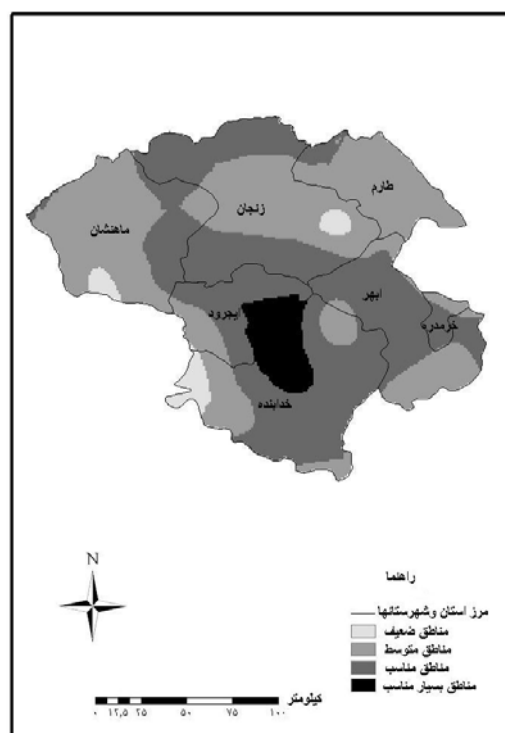 طارم
زنجان
ماهنشان
ابهر
خرمدره
ایجرود
خدابنده
N
راهنما
مرز استان وشهرستانها
مناطق ضعیف
مناطق متوسط
مناطق مناسب
مناطق بسیار مناسب
کیلومتر
۰ ۱۲,۵ ۲۵ ۵۰ ۷۵ ۱۰۰